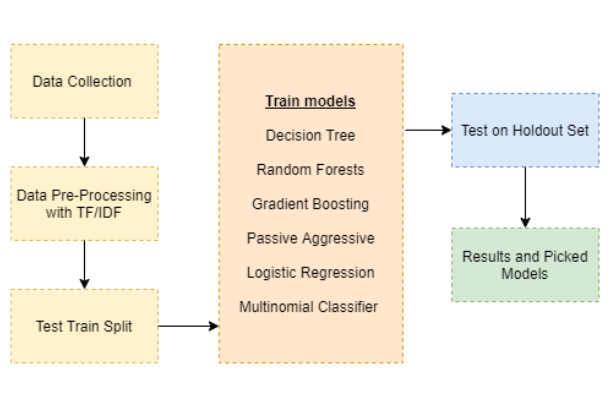 Data Collection
Data Pre-Processing
with TF/IDF
Test Train Split
Train models
Decision Tree
Random Forests
Gradient Boosting
Passive Aggressive
Logistic Regression
Multinomial Classifier
Test on Holdout Set
Results and Picked
Models